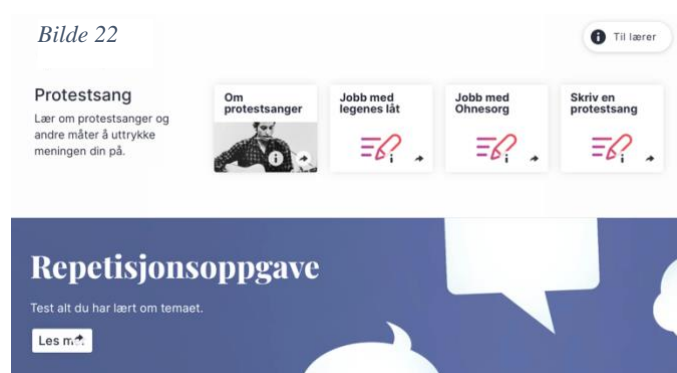 Bilde 22
Til lærer
Protestsang
Lær om protestsanger og
andre måter å uttrykke
meningen din på.
Om
protestsanger
Jobb med
legenes låt
Jobb med
Ohnesorg
Skriv en
protestsang
Repetisjonsoppgave
Test alt du har lært om temaet.
Les